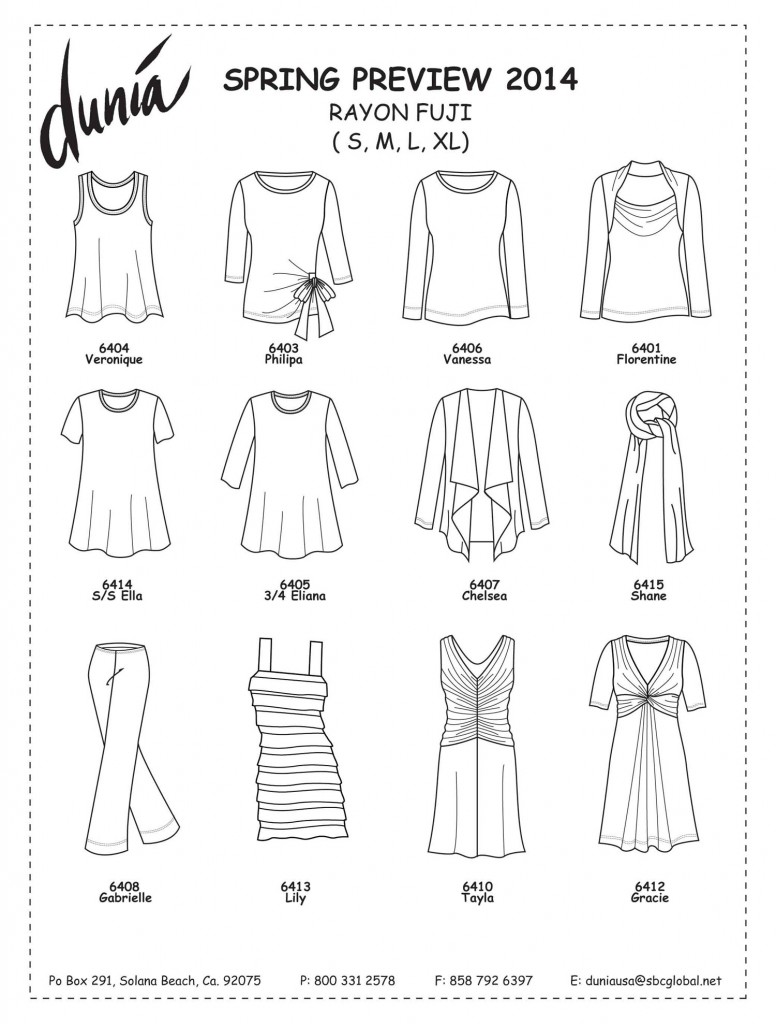 dunia
SPRING PREVIEW 2014
RAYON FUJI
( S, M, L, XL)
6404
Veronique
6403
Philipa
6406
Vanessa
6401
Florentine
6414
S/S Ella
6405
3/4 Eliana
6407
Chelsea
6415
Shane
6408
Gabrielle
6413
Lily
6410
Tayla
6412
Gracie
Po Box 291, Solana Beach, Ca. 92075 P: 800 331 2578 F: 858 792 6397 E: duniausa@sbcglobal.net